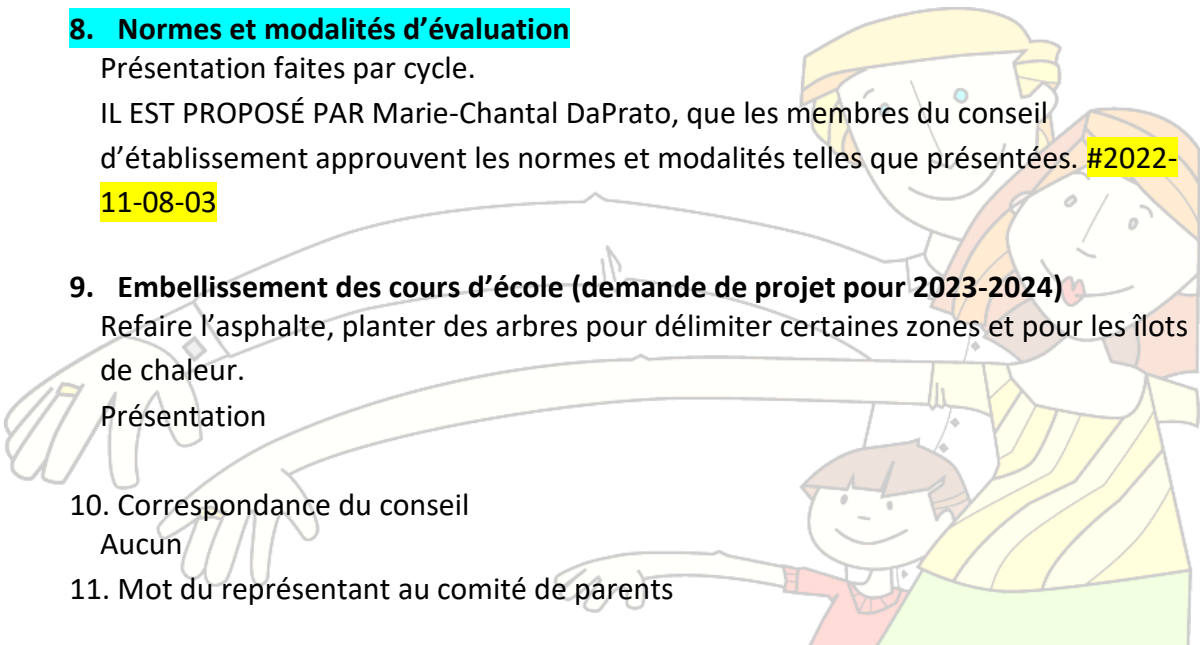 8. Normes et modalités d’évaluation
Présentation faites par cycle.
IL EST PROPOSÉ PAR Marie-Chantal DaPrato, que les membres du conseil
d’établissement approuvent les normes et modalités telles que présentées. #2022-
11-08-03
9. Embellissement des cours d’école (demande de projet pour 2023-2024)
Refaire l’asphalte, planter des arbres pour délimiter certaines zones et pour les îlots
de chaleur.
Présentation
10. Correspondance du conseil
Aucun
11. Mot du représentant au comité de parents